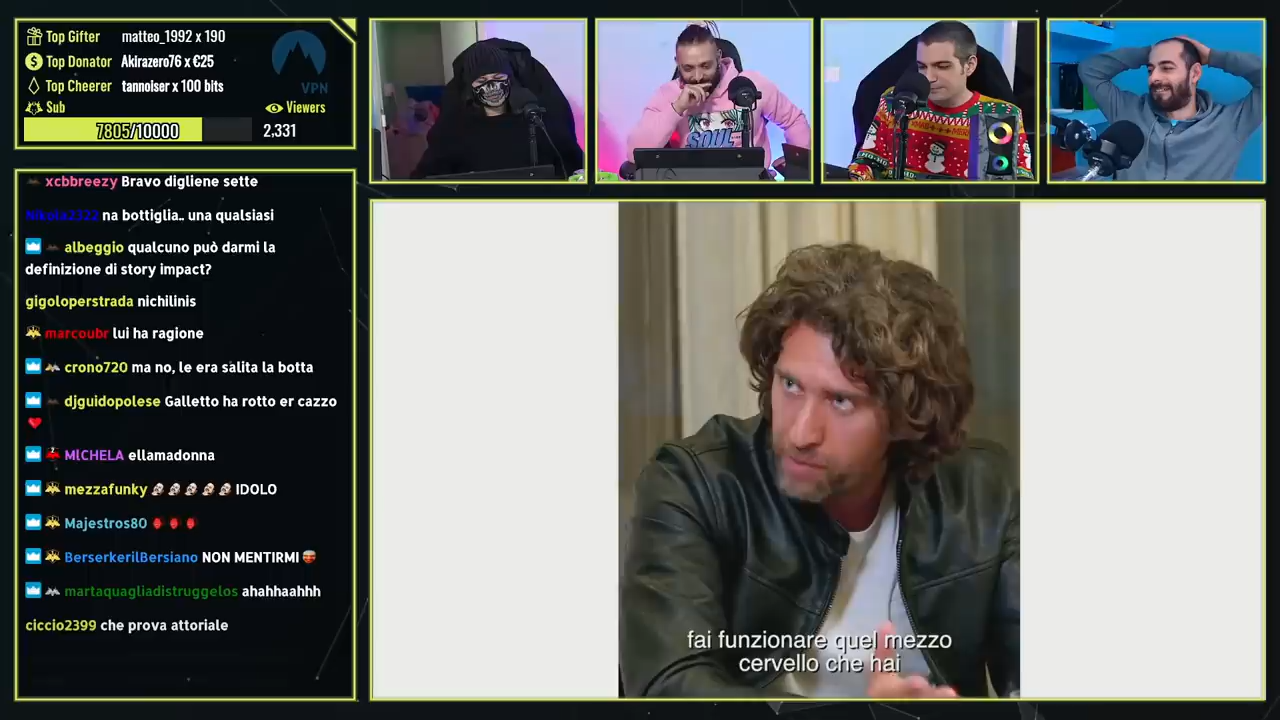 Top Gifter matteo_1992 x 190
Top Donator Akirazero76 x €25
Top Cheerer tannoiser x 100 bits
VPN
Sub Viewers
7805/10000 2,331
xcbbreezy Bravo digliene sette
Nikola2322 na bottiglia.. una qualsiasi
albeggio qualcuno può darmi la
definizione di story impact?
gigoloperstrada nichilinis
marcoubr lui ha ragione
crono720 ma no, le era salita la botta
djguidopolese Galletto ha rotto er cazzo
MlCHELA ellamadonna
mezzafunky IDOLO
Majestros80
BerserkerilBersiano NON MENTIRMI
martaquagliadistruggelos ahahhaahhh
ciccio2399 che prova attoriale
SOUL
fai funzionare quel mezzo
cervello che hai